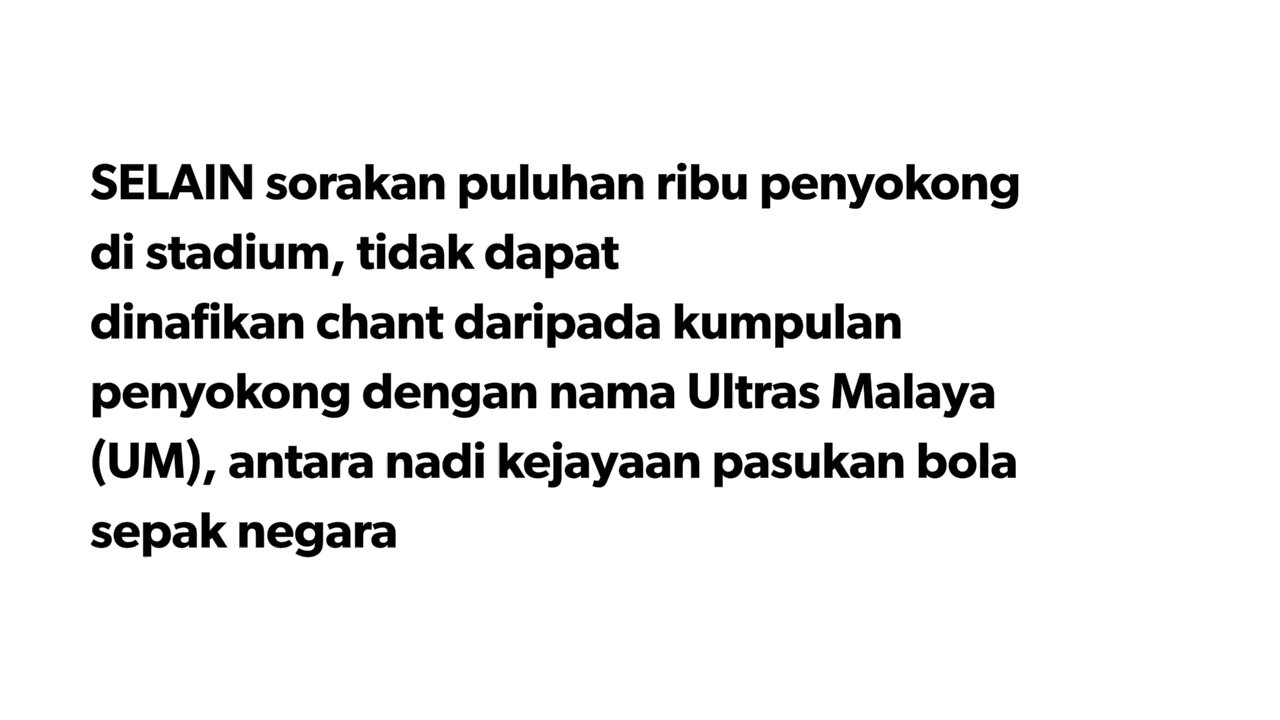 SELAIN sorakan puluhan ribu penyokong
di stadium, tidak dapat
dinafikan chant daripada kumpulan
penyokong dengan nama Ultras Malaya
(UM), antara nadi kejayaan pasukan bola
sepak negara